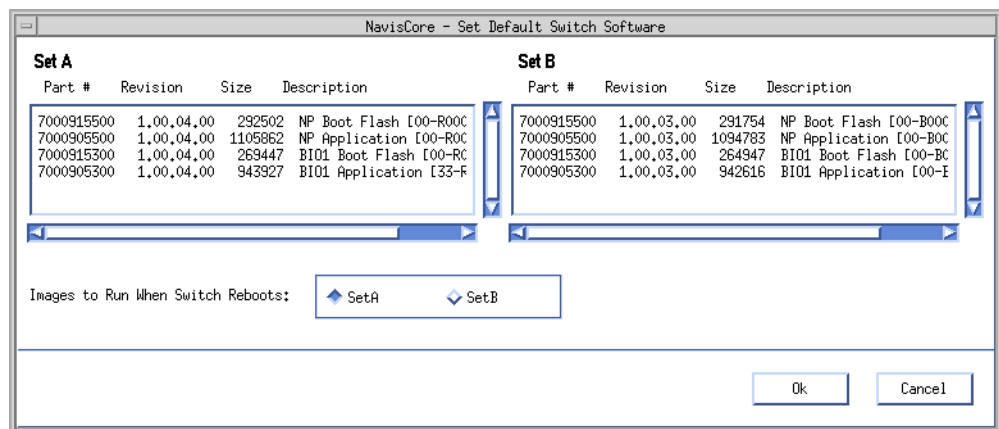 NavisCore - Set Default Switch Software
Set A
Part # Revision Size Description
7000915500 1.00.04.00 292502 NP Boot Flash [00-R00C
7000905500 1.00.04.00 1105862 NP Application [00-R0C
7000915300 1.00.04.00 269447 BIO1 Boot Flash [00-RC
7000905300 1.00.04.00 943927 BIO1 Application [33-F
Set B
Part # Revision Size Description
7000915500 1.00.03.00 291754 NP Boot Flash [00-B00C
7000905500 1.00.03.00 1094783 NP Application [00-B0C
7000915300 1.00.03.00 264947 BIO1 Boot Flash [00-BC
7000905300 1.00.03.00 942616 BIO1 Application [00-E
Images to Run When Switch Reboots:
SetA
SetB
Ok
Cancel